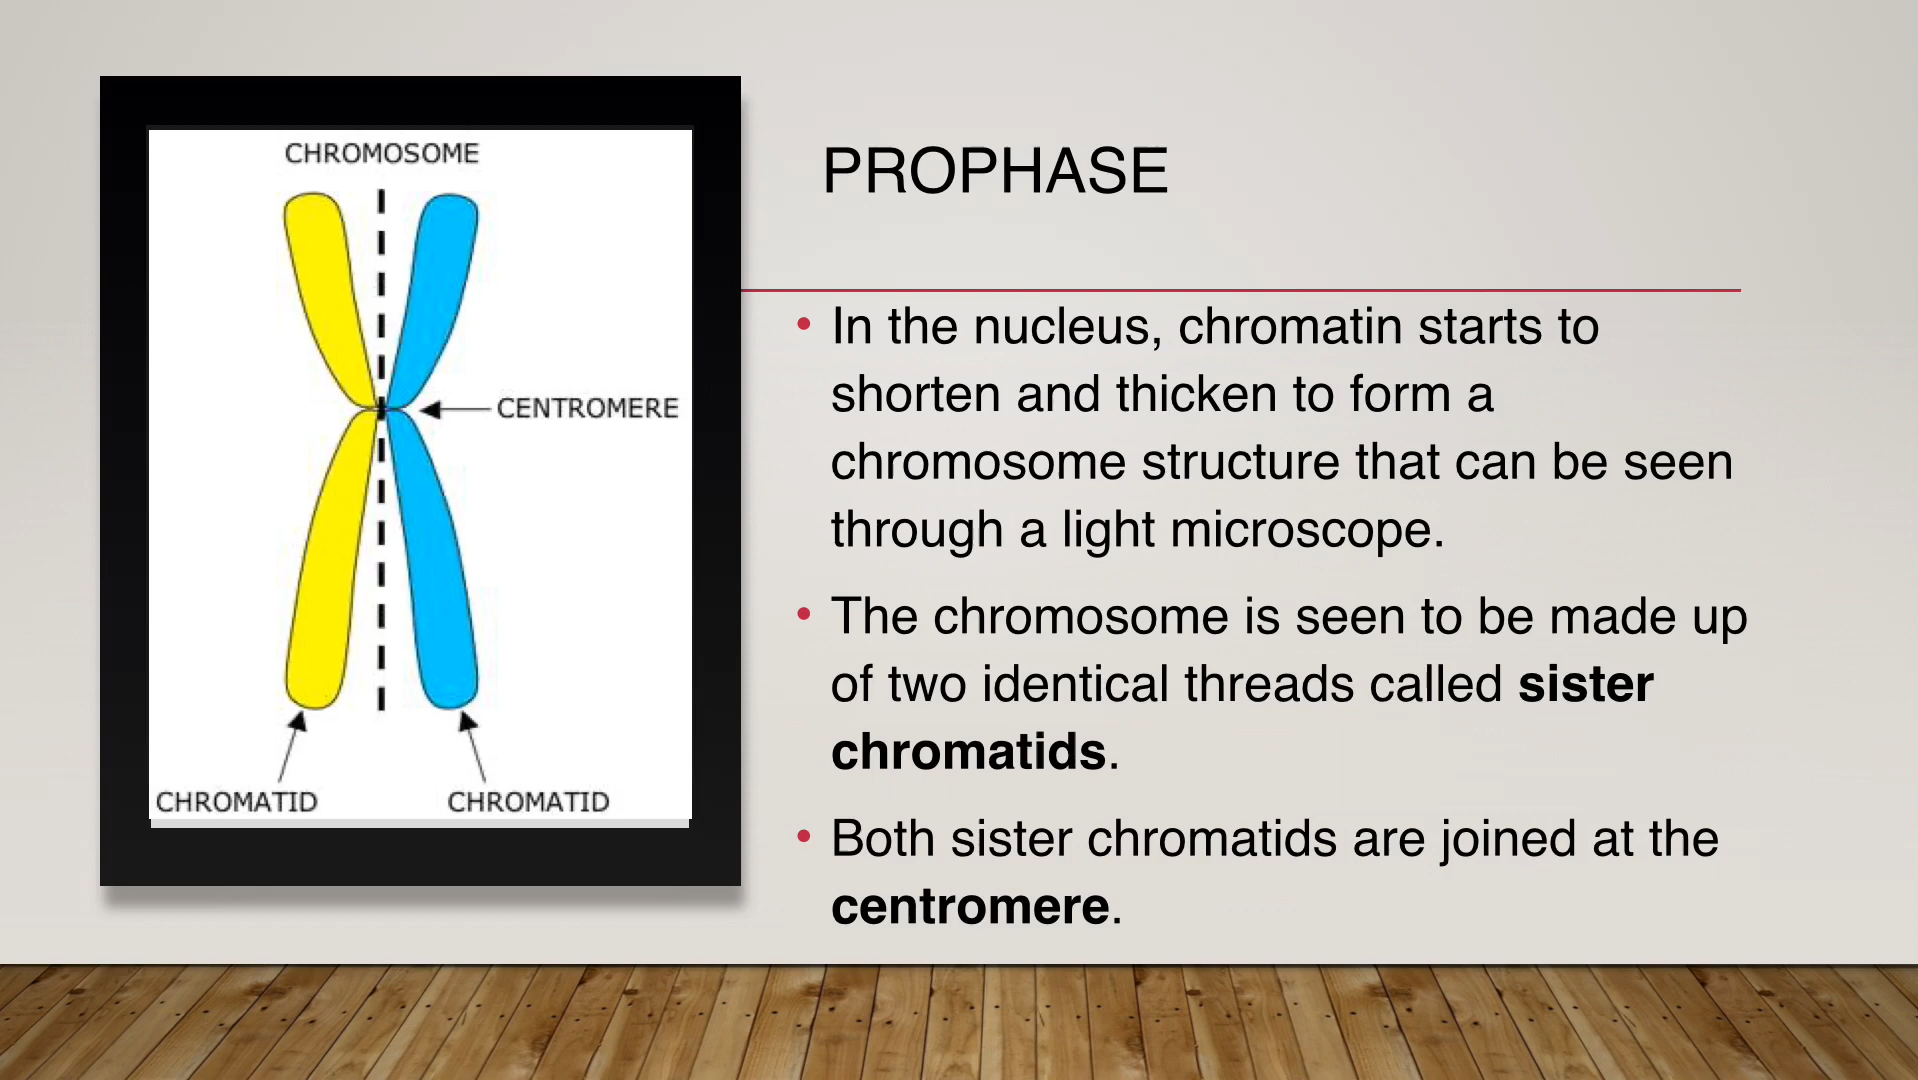 CHROMOSOME
CENTROMERE
CHROMATID CHROMATID
PROPHASE
• In the nucleus, chromatin starts to
shorten and thicken to form a
chromosome structure that can be seen
through a light microscope.
• The chromosome is seen to be made up
of two identical threads called sister
chromatids.
• Both sister chromatids are joined at the
centromere.